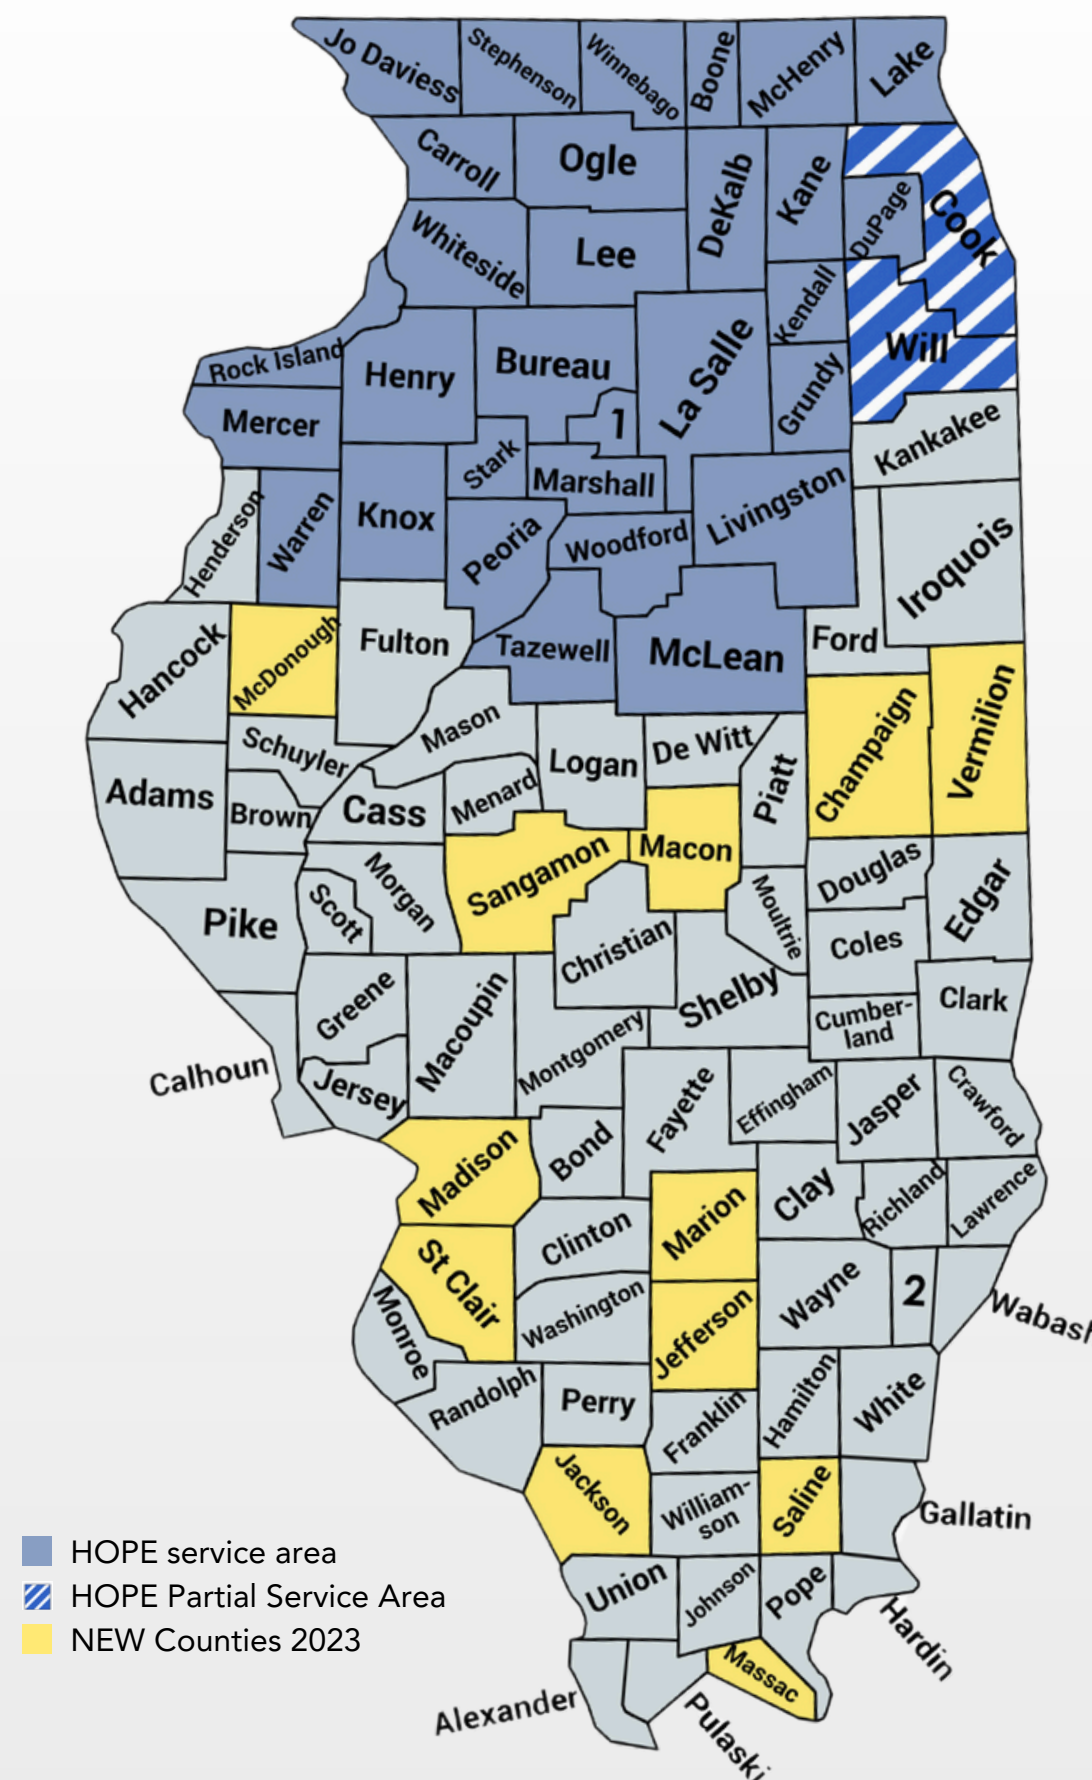 Jo Daviess
Stephenson
Winnebago
Boone
McHenry
Lake
Carroll
Ogle
DeKalb
Kane
DuPage
Cook
Whiteside
Lee
Kendall
Will
Rock Island
Henry
Bureau
La Salle
Grundy
Mercer
1
Kankakee
Stark
Marshall
Henderson
Warren
Knox
Peoria
Woodford
Livingston
Iroquois
Hancock
McDonough
Fulton
Tazewell
McLean
Ford
Mason
Champaign
Vermilion
Schuyler
Logan
De Witt
Piatt
Adams
Brown
Cass
Menard
Macon
Sangamon
Douglas
Edgar
Pike
Scott
Morgan
Christian
Moultrie
Coles
Greene
Macoupin
Shelby
Cumber-
land
Clark
Calhoun
Jersey
Montgomery
Fayette
Effingham
Jasper
Crawford
Madison
Bond
Clay
Richland
Lawrence
Marion
Clinton
St Clair
Wayne
2
Wabash
Monroe
Washington
Jefferson
Randolph
Perry
Franklin
Hamilton
White
Jackson
William-
son
Saline
Gallatin
HOPE service area
HOPE Partial Service Area
NEW Counties 2023
Union
Johnson
Pope
Hardin
Massac
Alexander
Pulaski